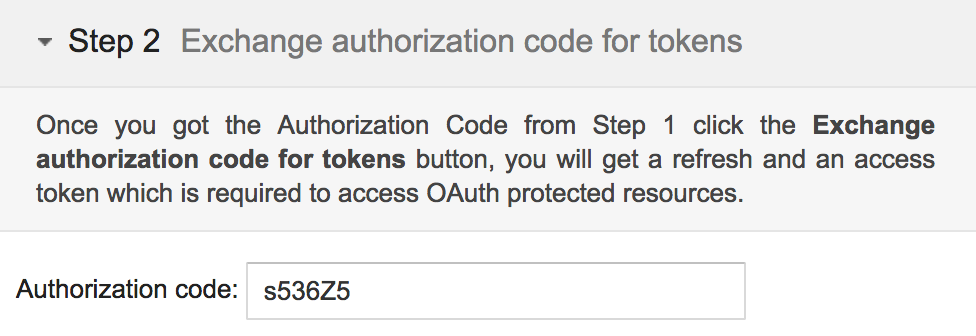 Step 2 Exchange authorization code for tokens
Once you got the Authorization Code from Step 1 click the Exchange
authorization code for tokens button, you will get a refresh and an access
token which is required to access OAuth protected resources.
Authorization code: s536Z5